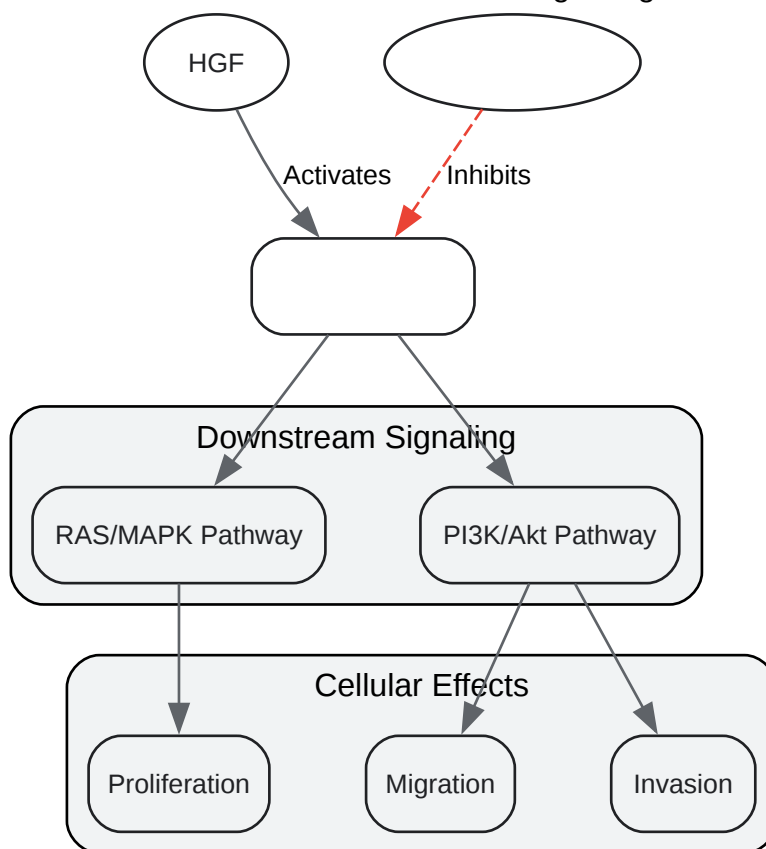 HGF
Activates
Inhibits
Downstream Signaling
RAS/MAPK Pathway
PI3K/Akt Pathway
Cellular Effects
Proliferation
Migration
Invasion